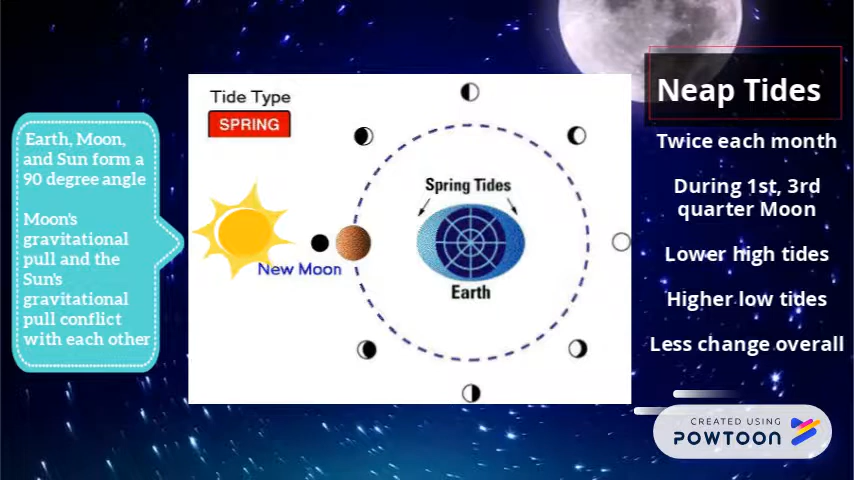 Earth, Moon,
and Sun form a
90 degree angle
Moon's
gravitational
pull and the
Sun's
gravitational
pull conflict
with each other
Tide Type
SPRING
New Moon
Spring Tides
Earth
Neap Tides
Twice each month
During 1st, 3rd
quarter Moon
Lower high tides
Higher low tides
Less change overall
CREATED USING
POWTOON